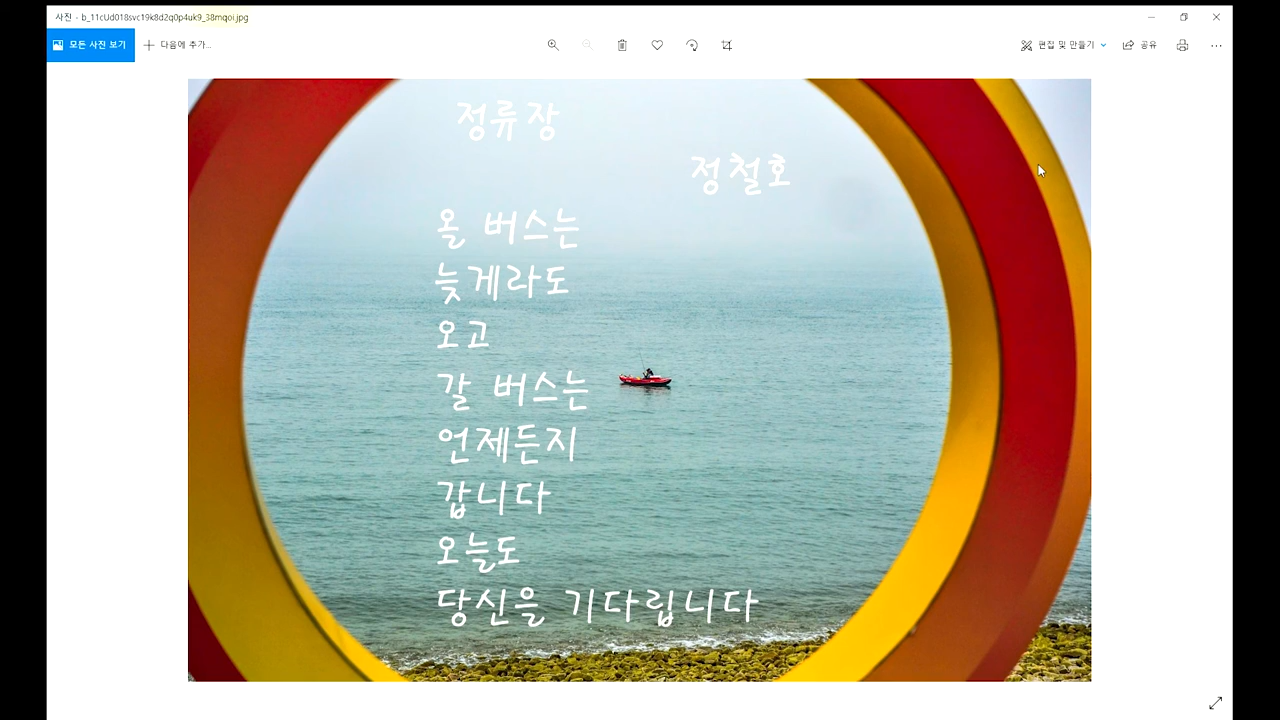 사진 - b_11cUd018svc19k8d2q0p4uk9_38mqoi.jpg
모든 사진 보기
다음에 추가...
편집 및 만들기
공유
정류장
정철호
올 버스는
늦게라도
오고
갈 버스는
언제든지
갑니다
오늘도
당신을 기다립니다